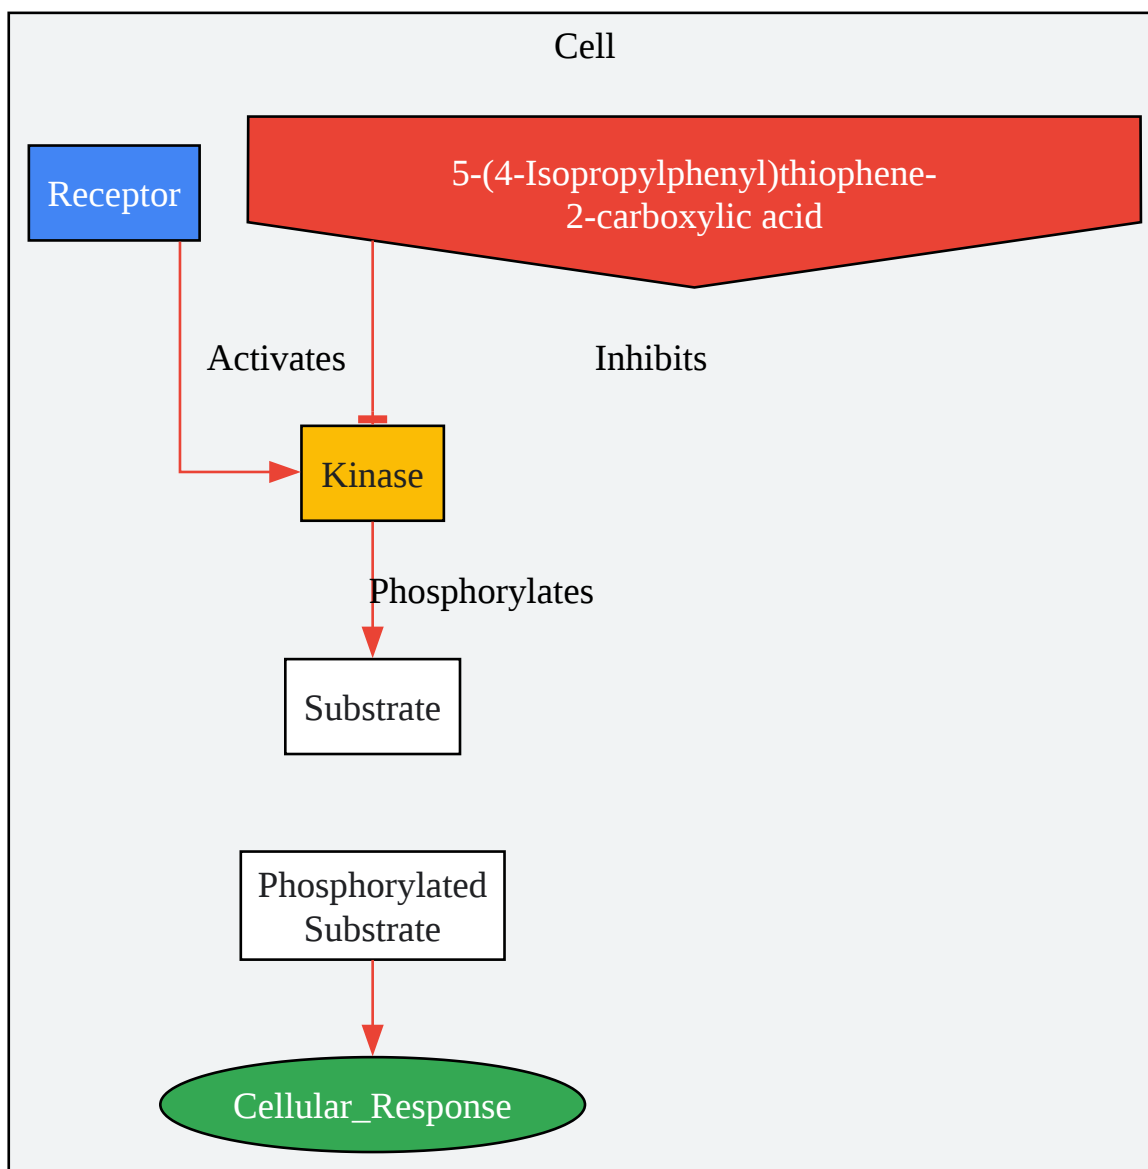 Cell
Receptor
5-(4-Isopropylphenyl)thiophene-
2-carboxylic acid
Activates
Inhibits
Kinase
Phosphorylates
Substrate
Phosphorylated
Substrate
Cellular_Response